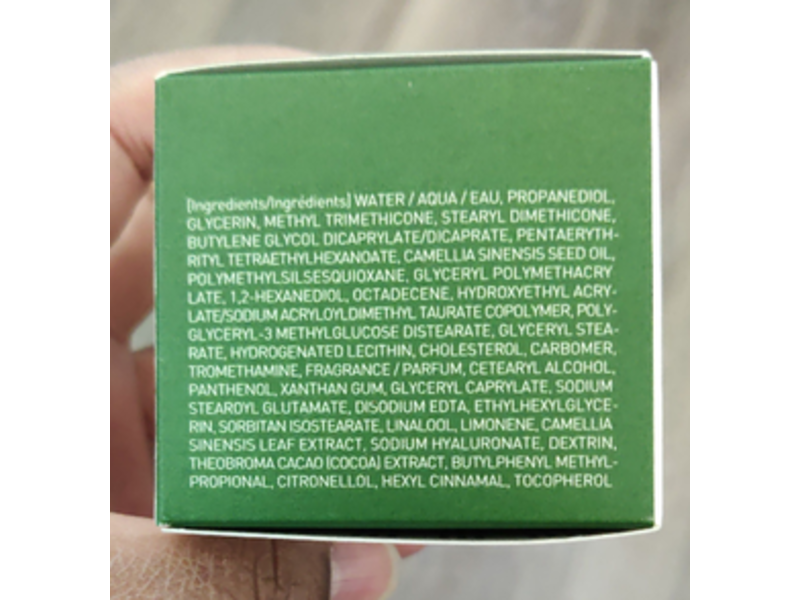 [Ingredients/Ingrédients] WATER / AQUA / EAU, PROPANEDIOL,
GLYCERIN, METHYL TRIMETHICONE, STEARYL DIMETHICONE,
BUTYLENE GLYCOL DICAPRYLATE/DICAPRATE, PENTAERYTH-
RITYL TETRAETHYLHEXANOATE, CAMELLIA SINENSIS SEED OIL,
POLYMETHYLSILSESQUIOXANE, GLYCERYL POLYMETHACRY
LATE, 1,2-HEXANEDIOL, OCTADECENE, HYDROXYETHYL ACRY-
LATE/SODIUM ACRYLOYLDIMETHYL TAURATE COPOLYMER, POLY-
GLYCERYL-3 METHYLGLUCOSE DISTEARATE, GLYCERYL STEA-
RATE, HYDROGENATED LECITHIN, CHOLESTEROL, CARBOMER,
TROMETHAMINE, FRAGRANCE / PARFUM, CETEARYL ALCOHOL,
PANTHENOL, XANTHAN GUM, GLYCERYL CAPRYLATE, SODIUM
STEAROYL GLUTAMATE, DISODIUM EDTA, ETHYLHEXYLGLYCE-
RIN, SORBITAN ISOSTEARATE, LINALOOL, LIMONENE, CAMELLIA
SINENSIS LEAF EXTRACT, SODIUM HYALURONATE, DEXTRIN,
THEOBROMA CACAO (COCOA) EXTRACT, BUTYLPHENYL METHYL-
PROPIONAL, CITRONELLOL, HEXYL CINNAMAL, TOCOPHEROL